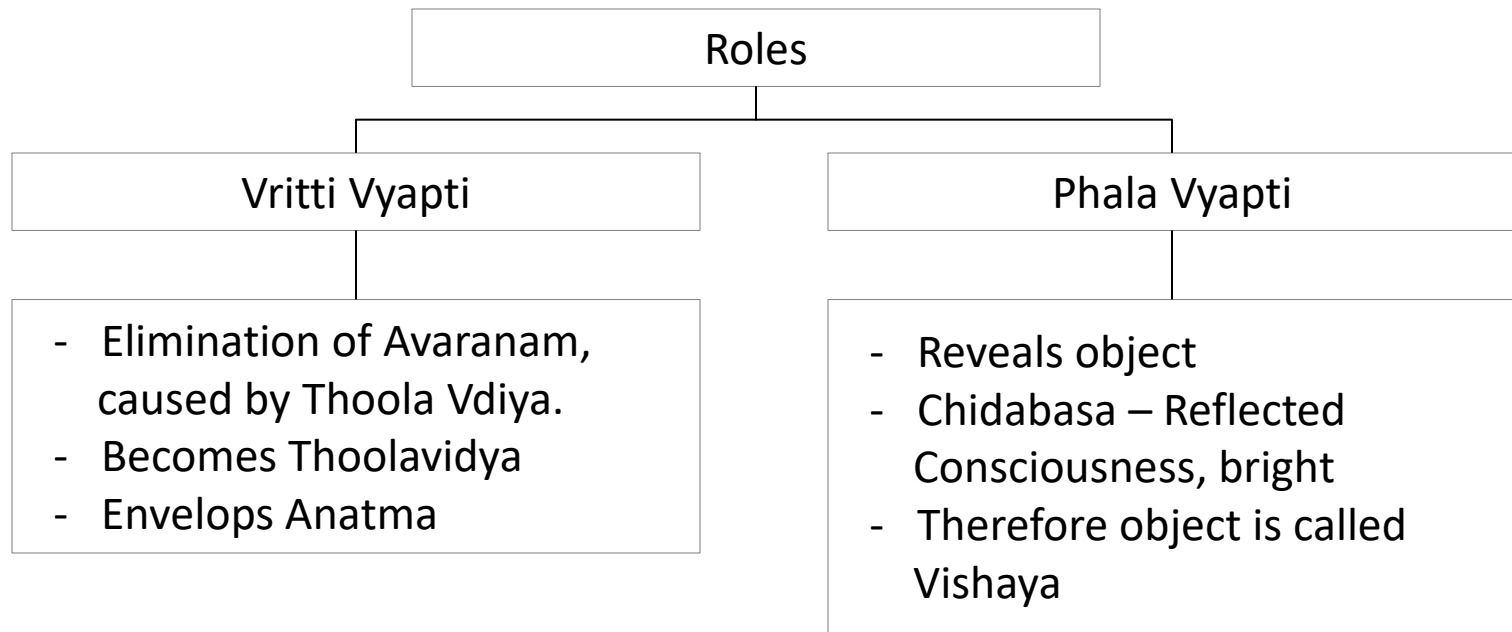 Roles
Vritti Vyapti
Phala Vyapti
- Elimination of Avaranam,
caused by Thoola Vdiya.
- Becomes Thoolavidya
- Envelops Anatma
- Reveals object
- Chidabasa – Reflected
Consciousness, bright
- Therefore object is called
Vishaya